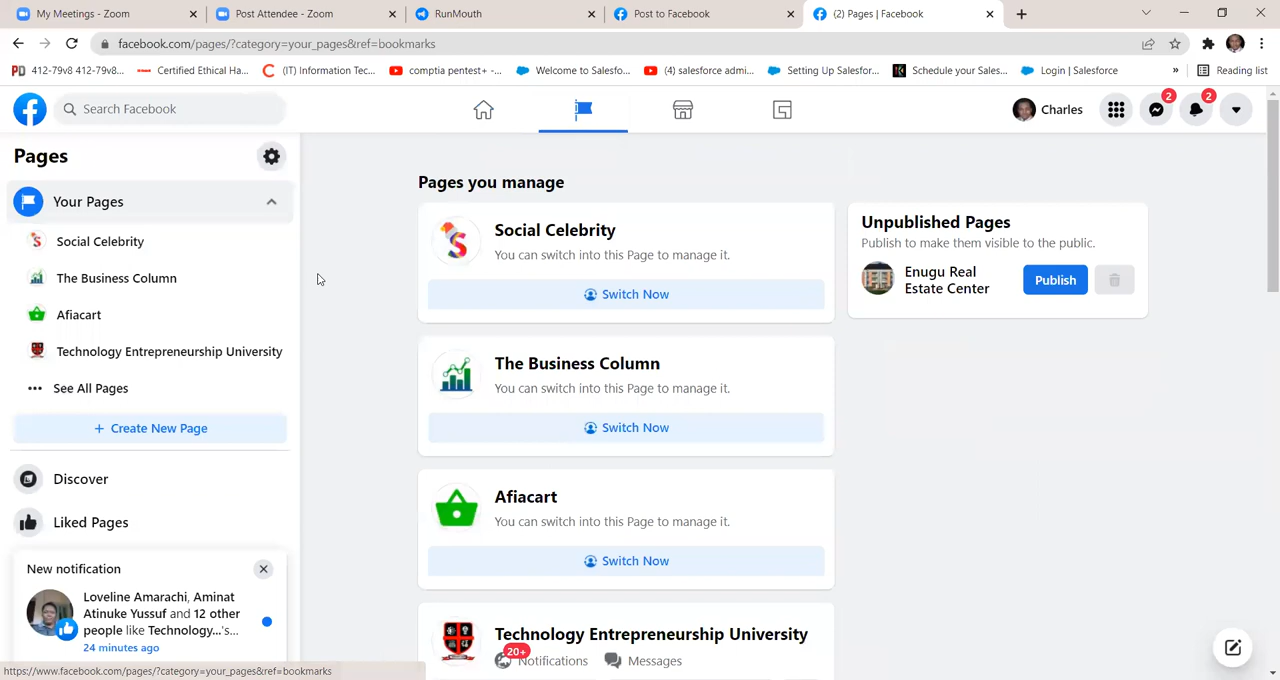 My Meetings - Zoom
Post Attendee - Zoom
RunMouth
Post to Facebook
(2) Pages | Facebook
facebook.com/pages/?category=your_pages&ref=bookmarks
PD 412-79v8 412-79v8...
Certified Ethical Ha...
(IT) Information Tec...
comptia pentest+ -...
Welcome to Salesfo...
(4) salesforce admi...
Setting Up Salesfor...
Schedule your Sales...
Login | Salesforce
»
Reading list
Search Facebook
Charles
2
2
Pages
Your Pages
Social Celebrity
The Business Column
Afiacart
Technology Entrepreneurship University
See All Pages
+ Create New Page
Discover
Liked Pages
New notification
Loveline Amarachi, Aminat
Atinuke Yussuf and 12 other
people like Technology...'s...
24 minutes ago
https://www.facebook.com/pages/?category=your_pages&ref=bookmarks
Pages you manage
Social Celebrity
You can switch into this Page to manage it.
Switch Now
The Business Column
You can switch into this Page to manage it.
Switch Now
Afiacart
You can switch into this Page to manage it.
Switch Now
Technology Entrepreneurship University
20+
Notifications
Messages
Unpublished Pages
Publish to make them visible to the public.
Enugu Real
Estate Center
Publish